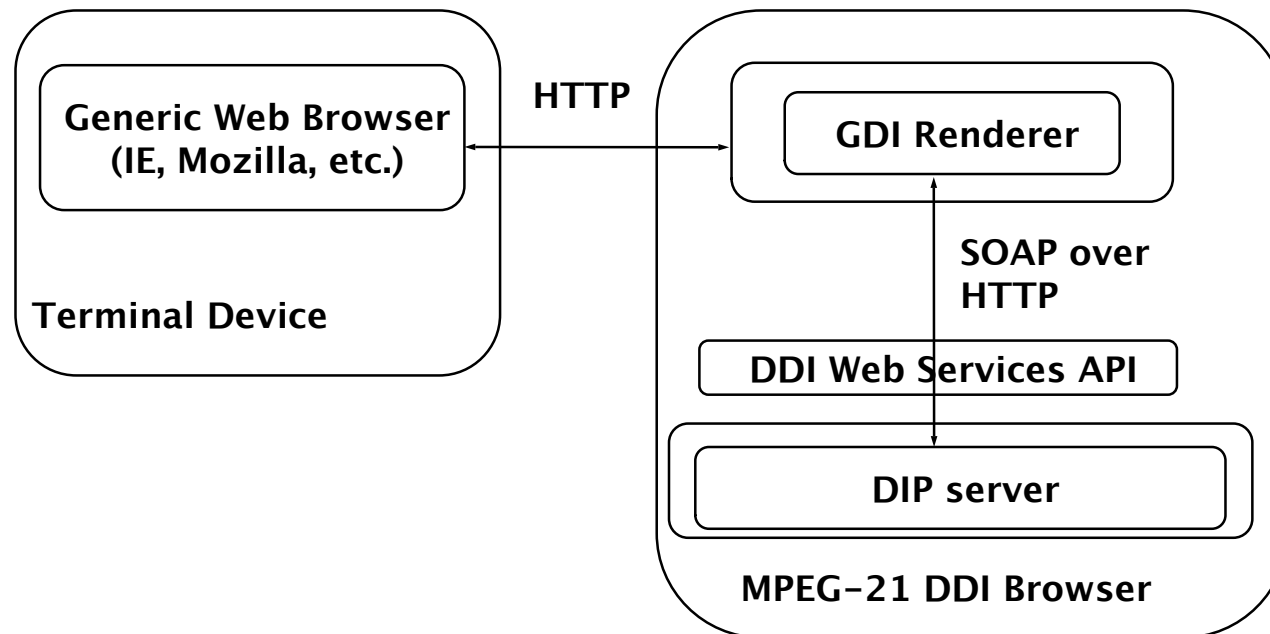 Generic Web Browser
(IE, Mozilla, etc.)
Terminal Device
HTTP
GDI Renderer
SOAP over
HTTP
DDI Web Services API
DIP server
MPEG–21 DDI Browser